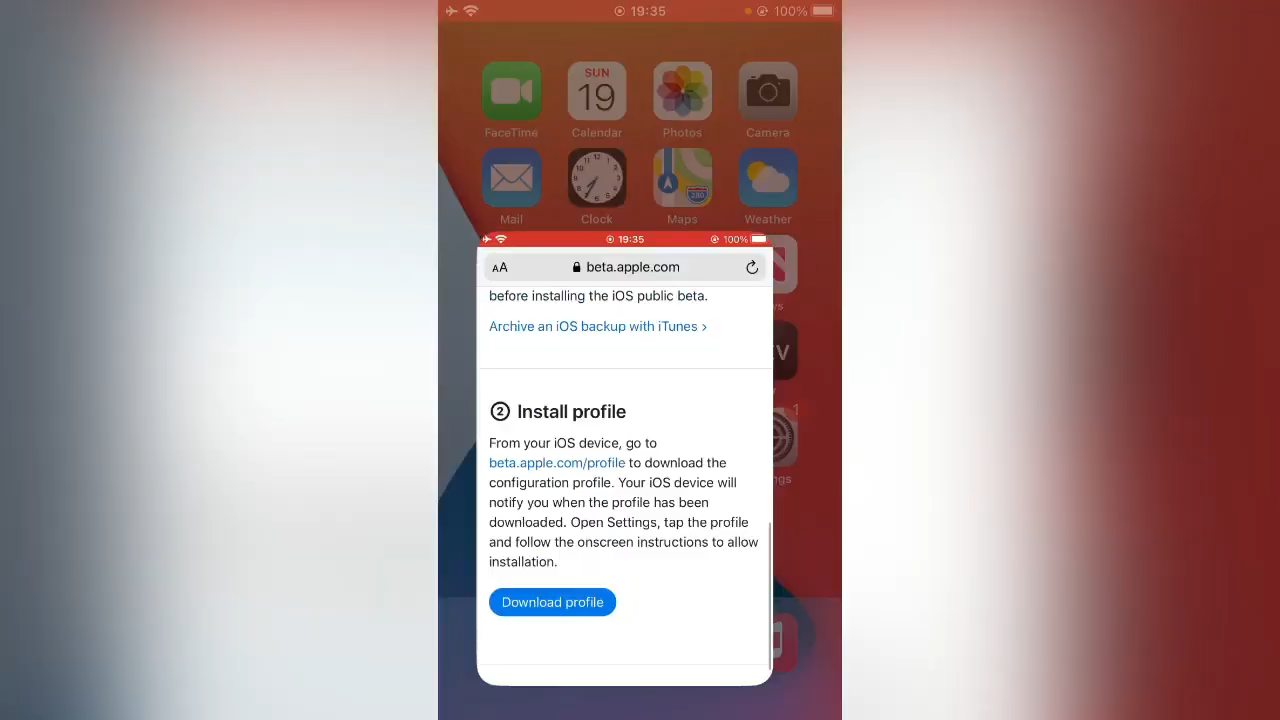 19:35
100%
SUN
19
FaceTime
Calendar
Photos
Camera
12
280
Mail
Clock
Maps
Weather
19:35
100%
AA
beta.apple.com
before installing the iOS public beta.
Archive an iOS backup with iTunes >
2 Install profile
From your iOS device, go to
beta.apple.com/profile to download the
configuration profile. Your iOS device will
notify you when the profile has been
downloaded. Open Settings, tap the profile
and follow the onscreen instructions to allow
installation.
Download profile
1